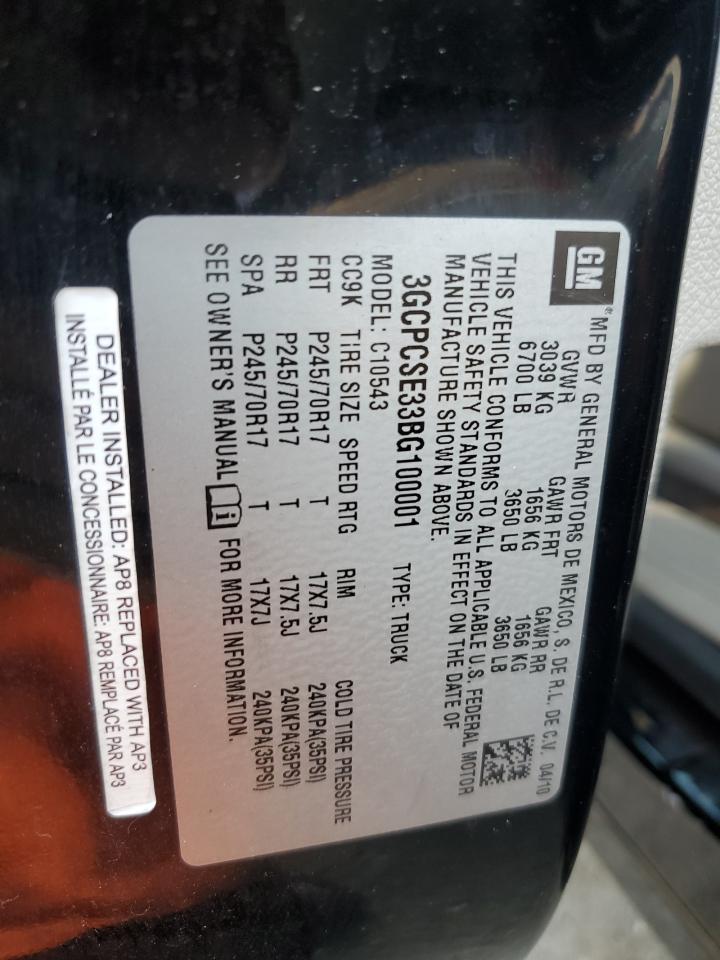 GM
® MFD BY GENERAL MOTORS DE MEXICO, S. DE R.L. DE C.V. 04/10
GVWR GAWR FRT GAWR RR
3039 KG 1656 KG 1656 KG
6700 LB 3650 LB 3650 LB
THIS VEHICLE CONFORMS TO ALL APPLICABLE U.S. FEDERAL MOTOR
VEHICLE SAFETY STANDARDS IN EFFECT ON THE DATE OF
MANUFACTURE SHOWN ABOVE.
3GCPCSE33BG100001 TYPE: TRUCK
MODEL: C10543
CC9K TIRE SIZE SPEED RTG RIM COLD TIRE PRESSURE
FRT P245/70R17 T 17X7.5J 240KPA(35PSI)
RR P245/70R17 T 17X7.5J 240KPA(35PSI)
SPA P245/70R17 T 17X7J 240KPA(35PSI)
SEE OWNER'S MANUAL i FOR MORE INFORMATION.
DEALER INSTALLED: AP8 REPLACED WITH AP3
INSTALLÉ PAR LE CONCESSIONNAIRE: AP8 REMPLACÉ PAR AP3